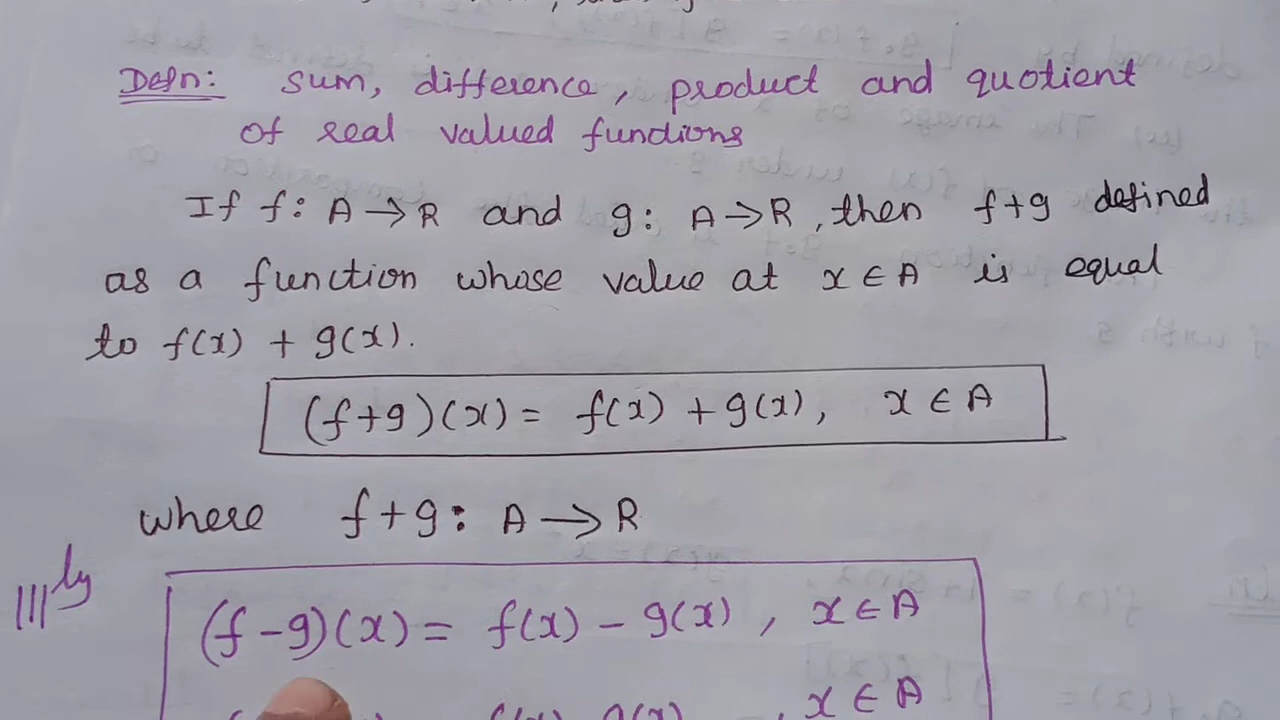 Defn: sum, difference, product and quotient
of real valued functions
If f: A → R and g: A → R, then f+g defined
as a function whose value at x ∈ A is equal
to f(x) + g(x).
(f+g)(x) = f(x) + g(x), x ∈ A
where f+g: A → R
|||ly
(f-g)(x) = f(x) - g(x), x ∈ A
f(x) g(x), x ∈ A